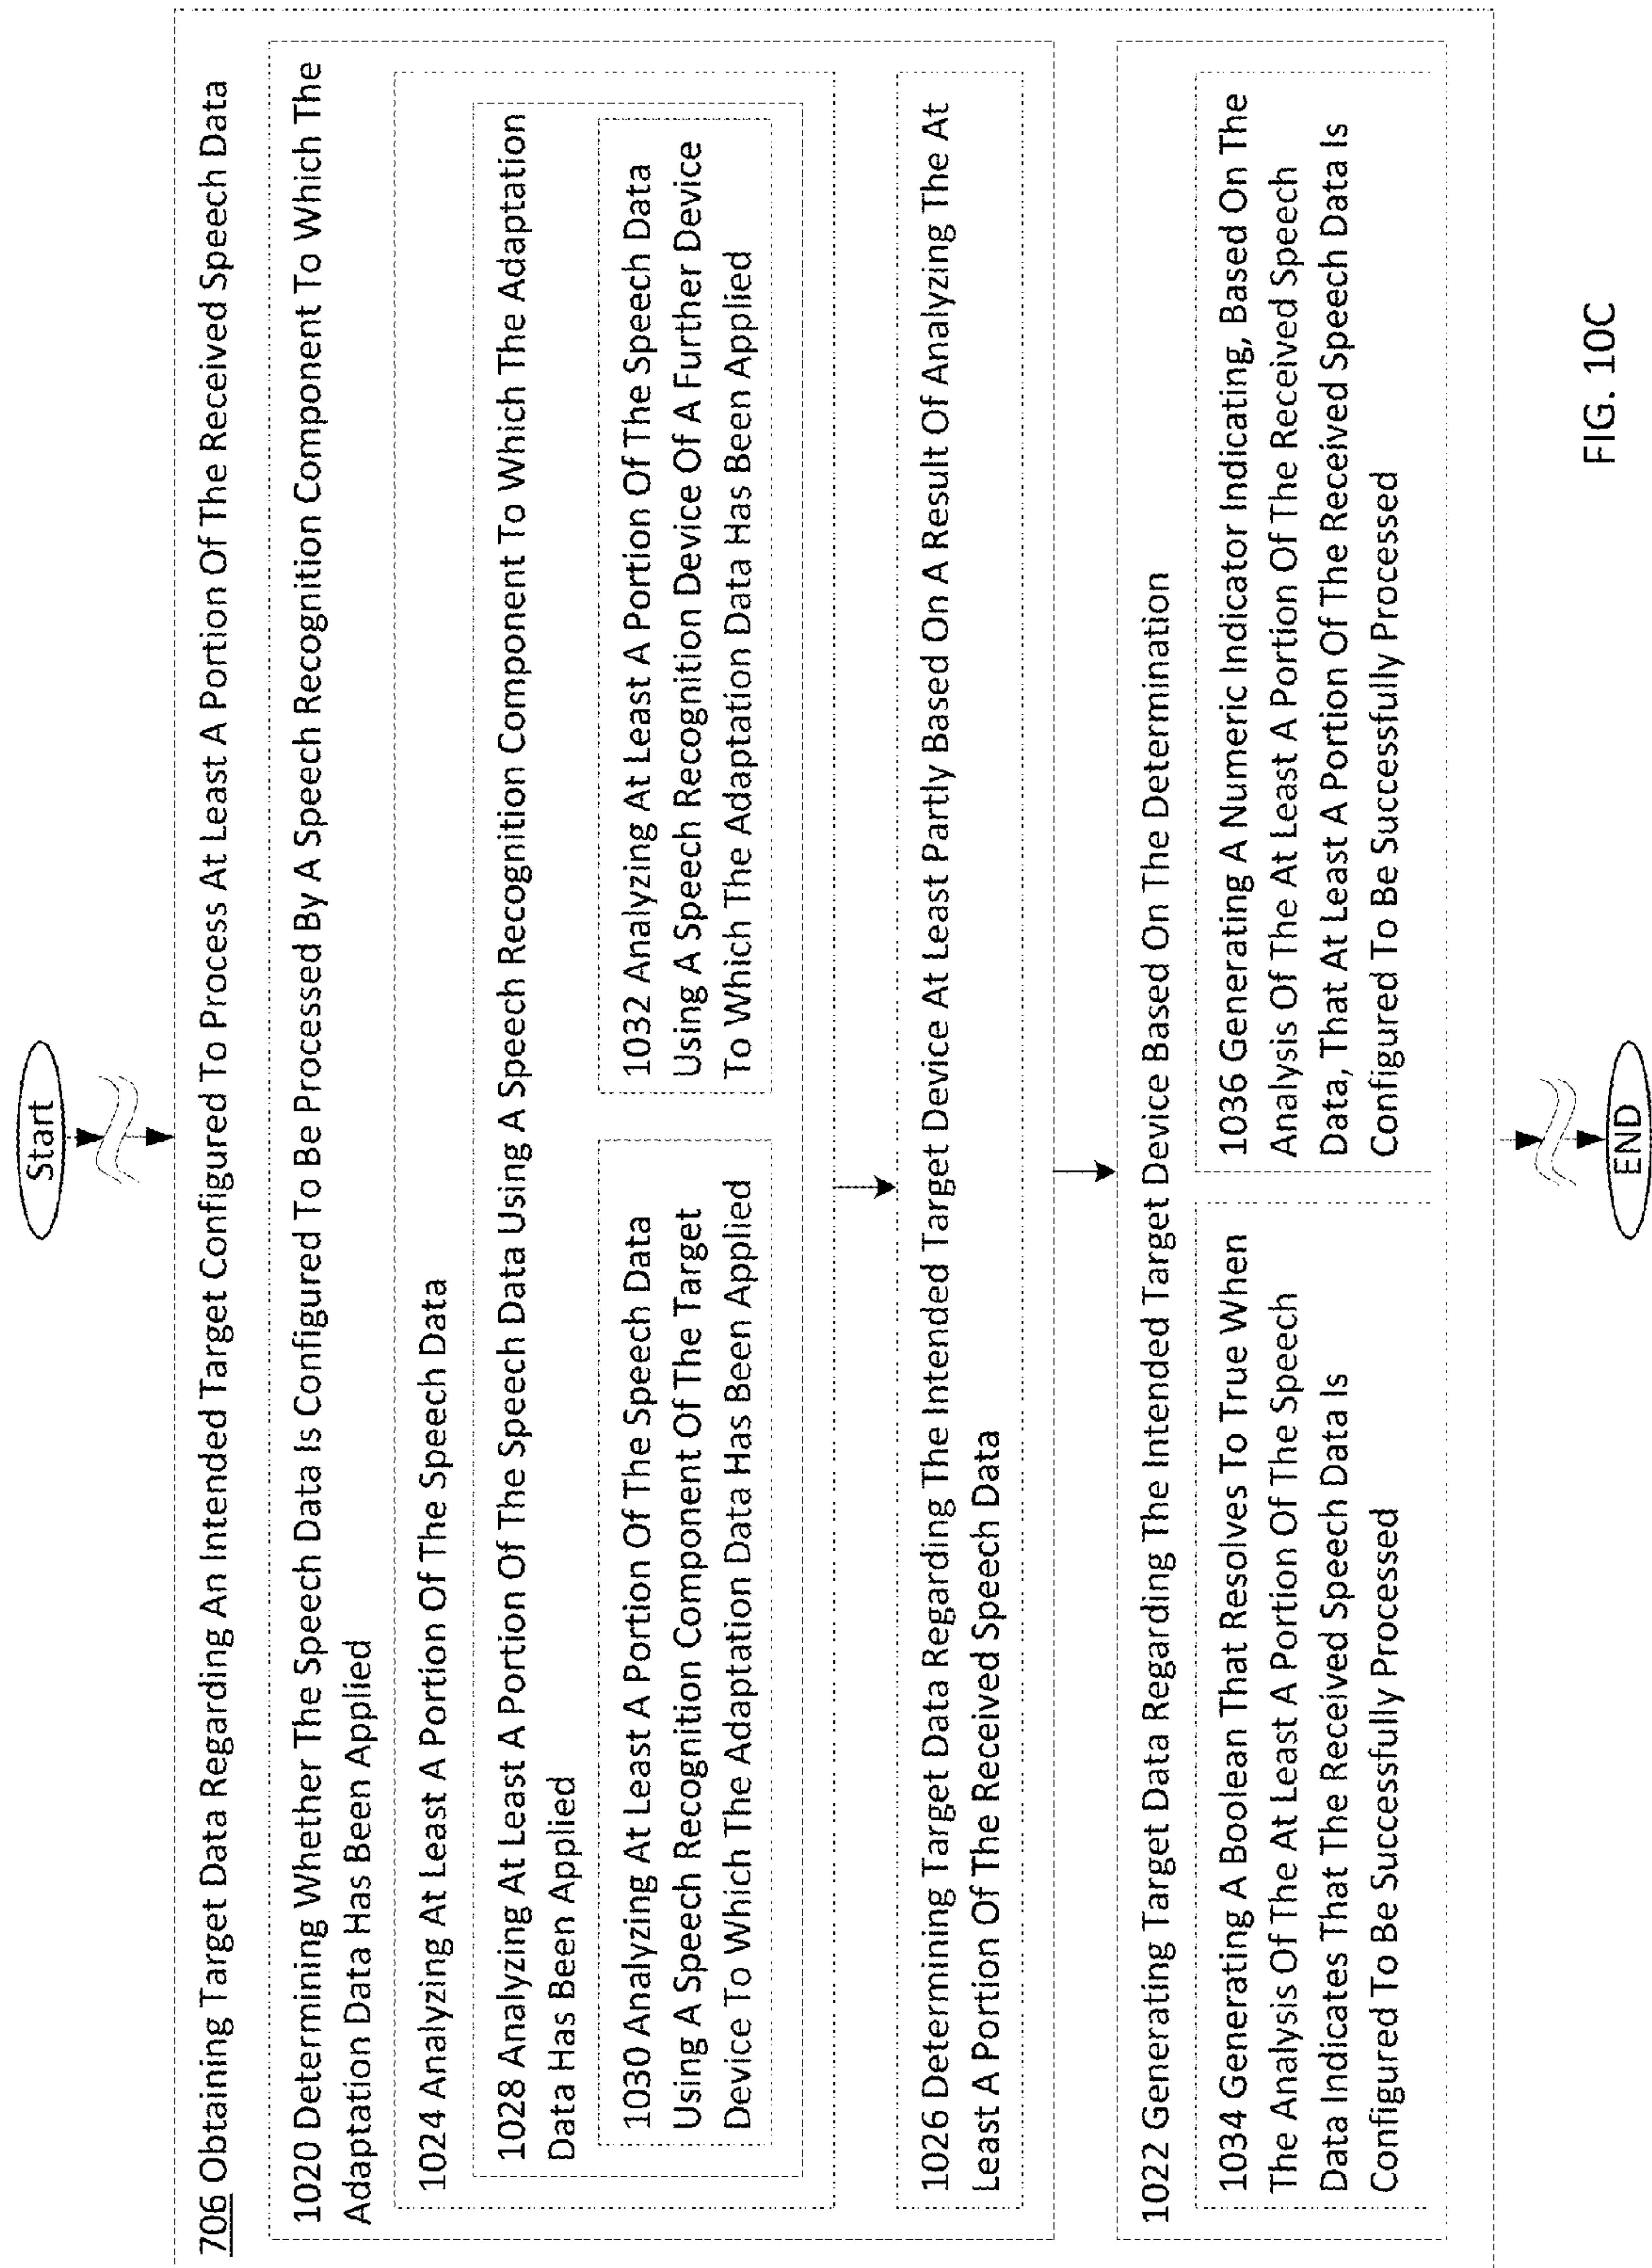 Start
706 Obtaining Target Data Regarding An Intended Target Configured To Process At Least A Portion Of The Received Speech Data
1020 Determining Whether The Speech Data Is Configured To Be Processed By A Speech Recognition Component To Which The
Adaptation Data Has Been Applied
1024 Analyzing At Least A Portion Of The Speech Data
1028 Analyzing At Least A Portion Of The Speech Data Using A Speech Recognition Component To Which The Adaptation
Data Has Been Applied
1030 Analyzing At Least A Portion Of The Speech Data
Using A Speech Recognition Component Of The Target
Device To Which The Adaptation Data Has Been Applied
1032 Analyzing At Least A Portion Of The Speech Data
Using A Speech Recognition Device Of A Further Device
To Which The Adaptation Data Has Been Applied
1026 Determining Target Data Regarding The Intended Target Device At Least Partly Based On A Result Of Analyzing The At
Least A Portion Of The Received Speech Data
1022 Generating Target Data Regarding The Intended Target Device Based On The Determination
1034 Generating A Boolean That Resolves To True When
The Analysis Of The At Least A Portion Of The Speech
Data Indicates That The Received Speech Data Is
Configured To Be Successfully Processed
1036 Generating A Numeric Indicator Indicating, Based On The
Analysis Of The At Least A Portion Of The Received Speech
Data, That At Least A Portion Of The Received Speech Data Is
Configured To Be Successfully Processed
END
FIG. 10C